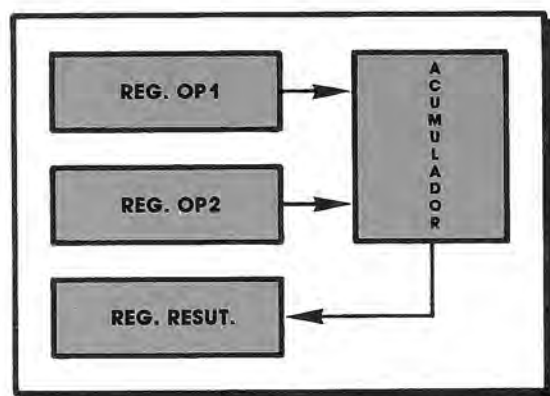 REG. OP1
REG. OP2
REG. RESUT.
ACUMULADOR